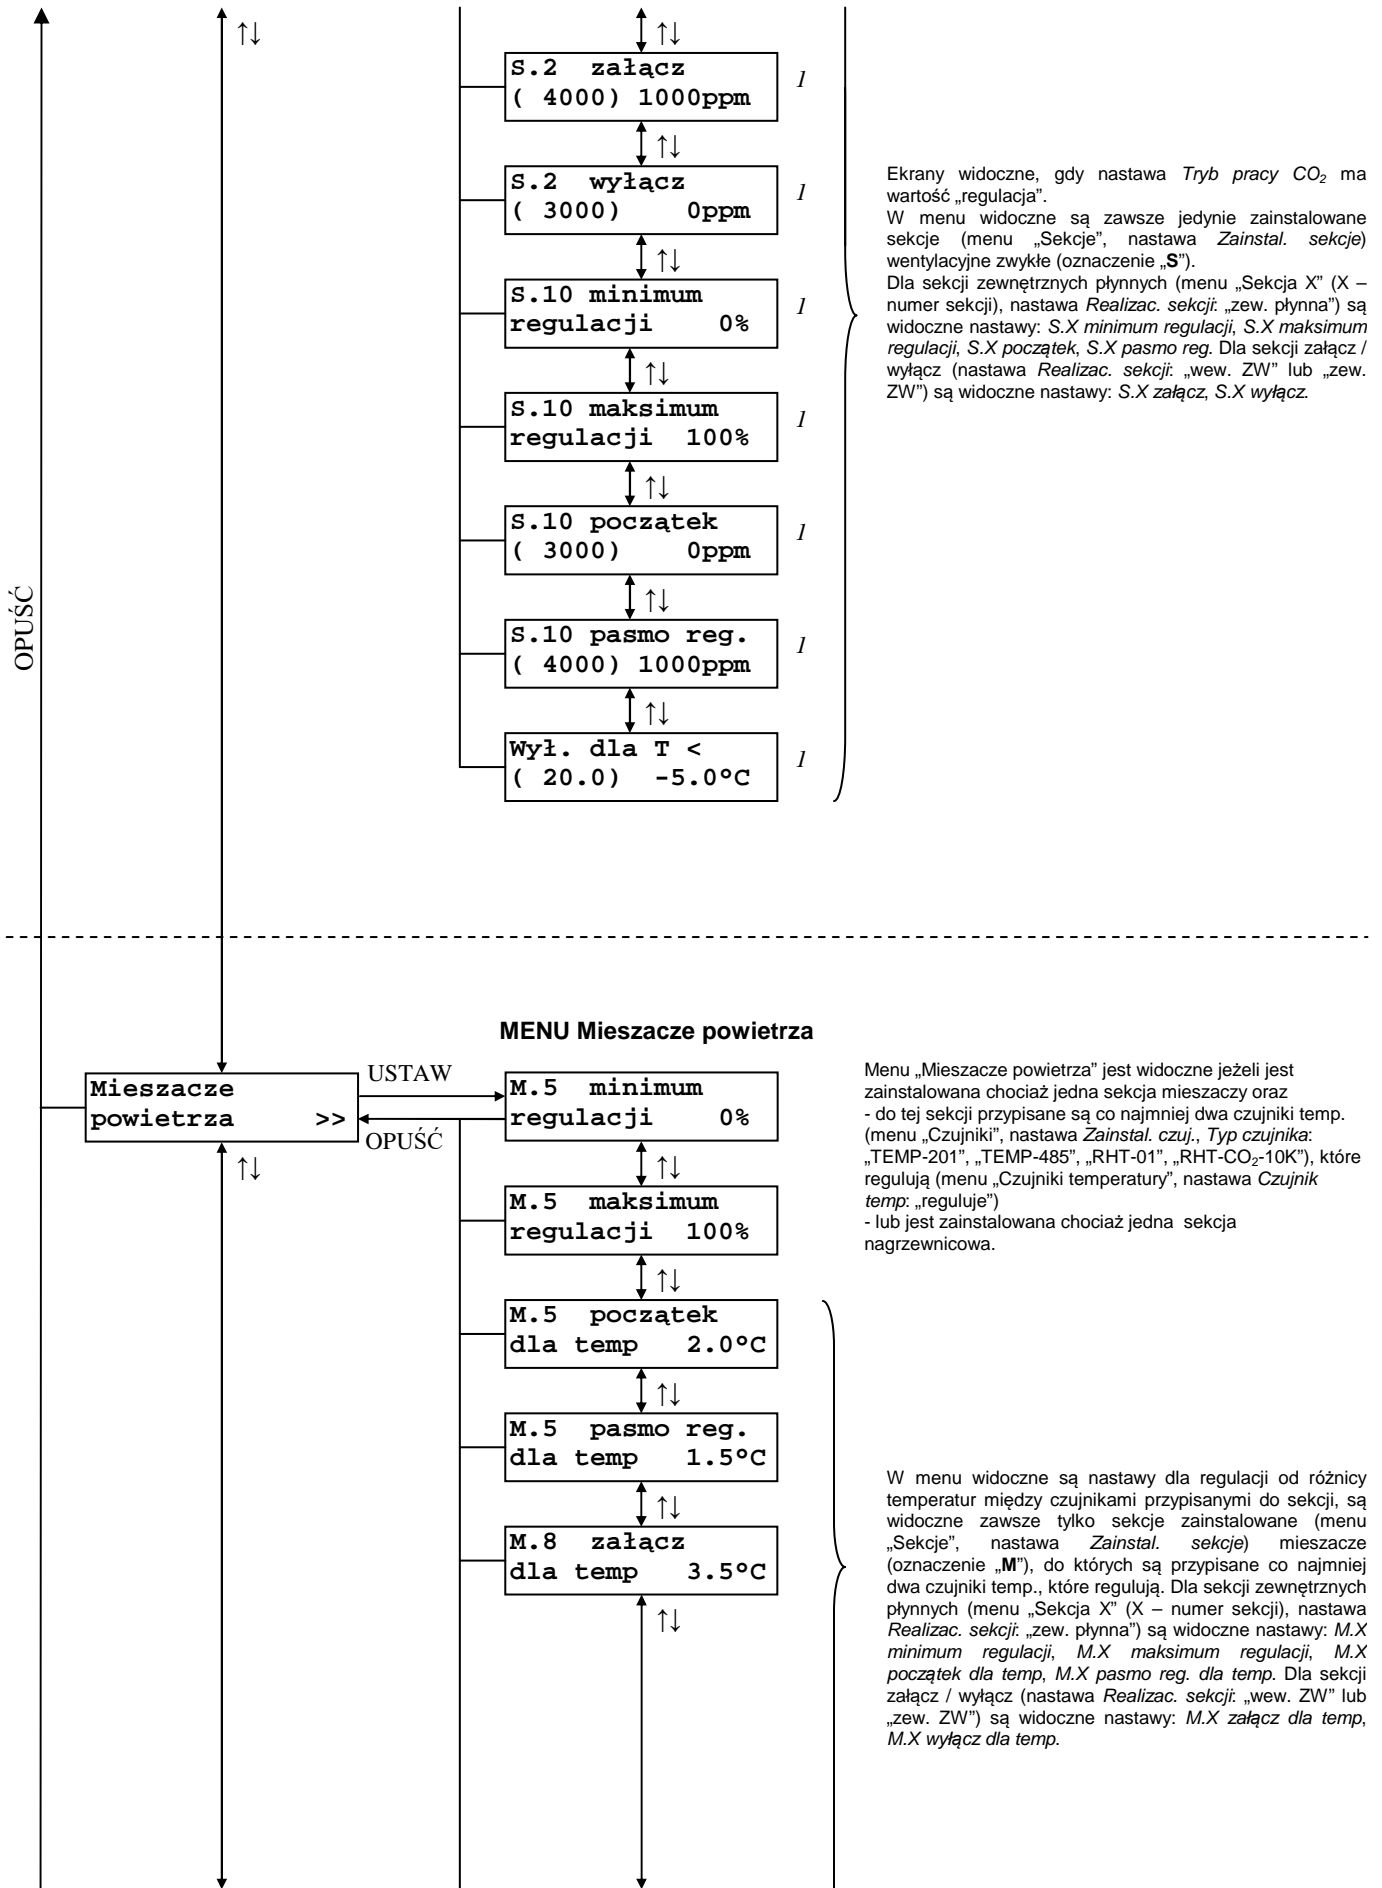 ↑↓
↑↓
S.2  załącz
( 4000) 1000ppm
1
↑↓
S.2  wyłącz
( 3000)    0ppm
1
↑↓
S.10 minimum
regulacji    0%
1
↑↓
S.10 maksimum
regulacji  100%
1
↑↓
S.10 początek
( 3000)    0ppm
1
↑↓
S.10 pasmo reg.
( 4000) 1000ppm
1
↑↓
Wył. dla T <
( 20.0)  -5.0°C
1
Ekrany widoczne, gdy nastawa Tryb pracy CO₂ ma
wartość „regulacja”.
W menu widoczne są zawsze jedynie zainstalowane
sekcje (menu „Sekcje”, nastawa Zainstal. sekcje)
wentylacyjne zwykłe (oznaczenie „S”).
Dla sekcji zewnętrznych płynnych (menu „Sekcja X” (X –
numer sekcji), nastawa Realizac. sekcji: „zew. płynna”) są
widoczne nastawy: S.X minimum regulacji, S.X maksimum
regulacji, S.X początek, S.X pasmo reg. Dla sekcji załącz /
wyłącz (nastawa Realizac. sekcji: „wew. ZW” lub „zew.
ZW”) są widoczne nastawy: S.X załącz, S.X wyłącz.
OPUŚĆ
MENU Mieszacze powietrza
Mieszacze
powietrza    >>
USTAW
OPUŚĆ
↑↓
M.5  minimum
regulacji    0%
↑↓
M.5  maksimum
regulacji  100%
↑↓
M.5  początek
dla temp   2.0°C
↑↓
M.5  pasmo reg.
dla temp   1.5°C
↑↓
M.8  załącz
dla temp   3.5°C
↑↓
Menu „Mieszacze powietrza” jest widoczne jeżeli jest
zainstalowana chociaż jedna sekcja mieszaczy oraz
- do tej sekcji przypisane są co najmniej dwa czujniki temp.
(menu „Czujniki”, nastawa Zainstal. czuj., Typ czujnika:
„TEMP-201”, „TEMP-485”, „RHT-01”, „RHT-CO₂-10K”), które
regulują (menu „Czujniki temperatury”, nastawa Czujnik
temp: „reguluje”)
- lub jest zainstalowana chociaż jedna sekcja
nagrzewnicowa.
W menu widoczne są nastawy dla regulacji od różnicy
temperatur między czujnikami przypisanymi do sekcji, są
widoczne zawsze tylko sekcje zainstalowane (menu
„Sekcje”, nastawa Zainstal. sekcje) mieszacze
(oznaczenie „M”), do których są przypisane co najmniej
dwa czujniki temp., które regulują. Dla sekcji zewnętrznych
płynnych (menu „Sekcja X” (X – numer sekcji), nastawa
Realizac. sekcji: „zew. płynna”) są widoczne nastawy: M.X
minimum regulacji, M.X maksimum regulacji, M.X
początek dla temp, M.X pasmo reg. dla temp. Dla sekcji
załącz / wyłącz (nastawa Realizac. sekcji: „wew. ZW” lub
„zew. ZW”) są widoczne nastawy: M.X załącz dla temp,
M.X wyłącz dla temp.